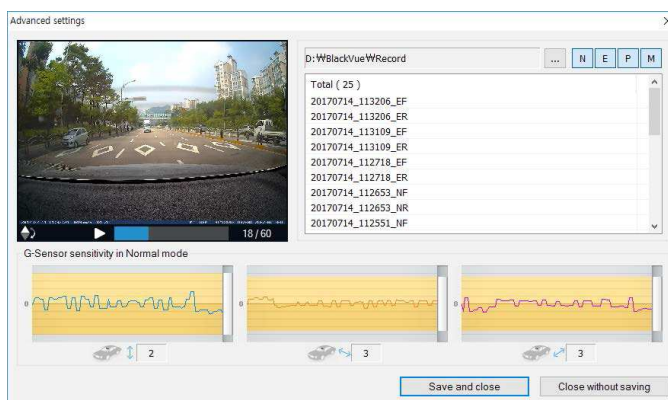 Advanced settings
D:₩BlackVue₩Record
... N E P M
Total ( 25 )
20170714_113206_EF
20170714_113206_ER
20170714_113109_EF
20170714_113109_ER
20170714_112718_EF
20170714_112718_ER
20170714_112653_NF
20170714_112653_NR
20170714_112551_NF
18 / 60
G-Sensor sensitivity in Normal mode
0
0
0
2
3
3
Save and close
Close without saving